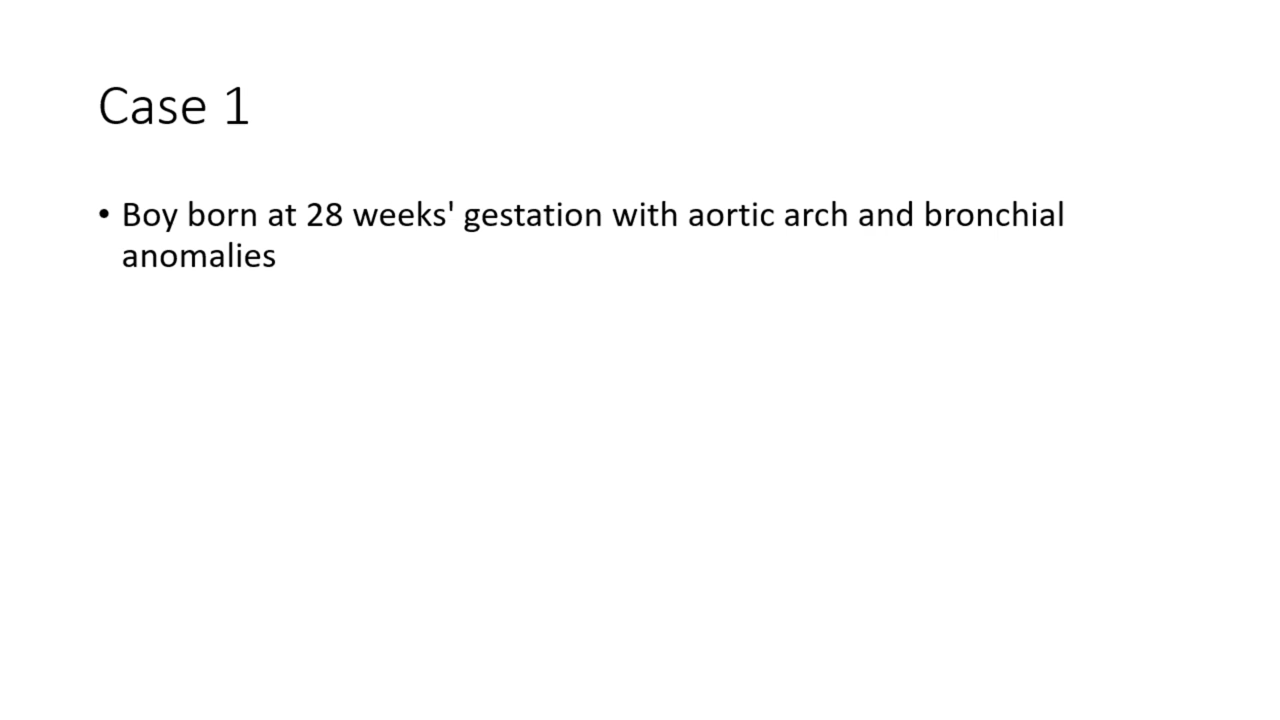 Case 1
• Boy born at 28 weeks' gestation with aortic arch and bronchial
anomalies